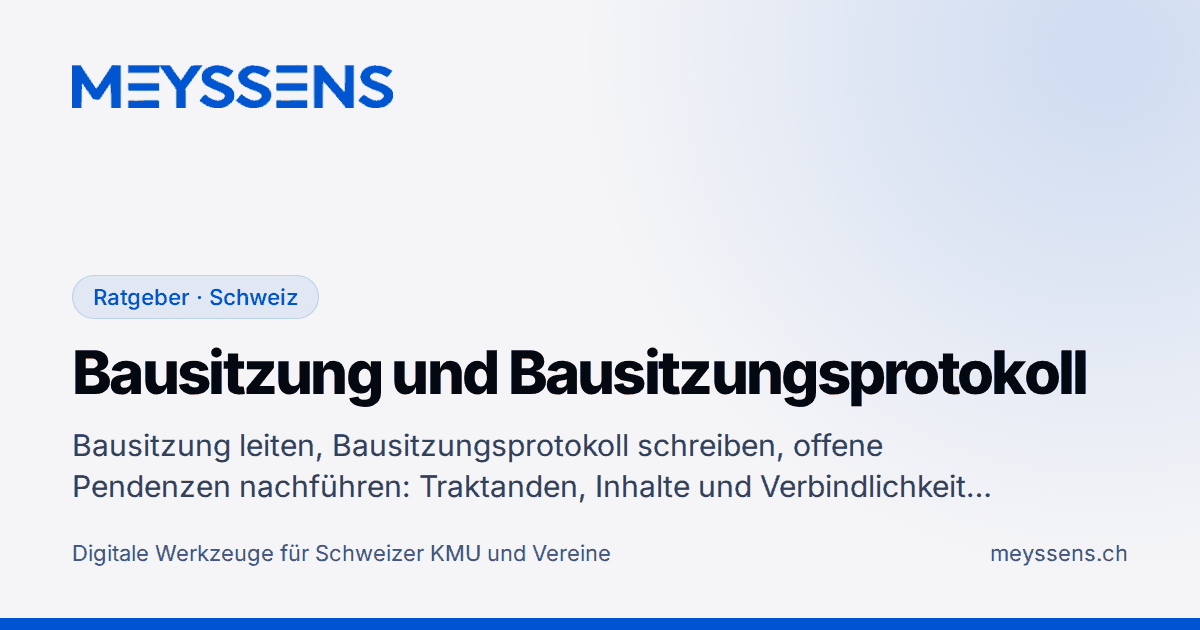 MEYSSENS
Ratgeber · Schweiz
Bausitzung und Bausitzungsprotokoll
Bausitzung leiten, Bausitzungsprotokoll schreiben, offene
Pendenzen nachführen: Traktanden, Inhalte und Verbindlichkeit…
Digitale Werkzeuge für Schweizer KMU und Vereine
meyssens.ch